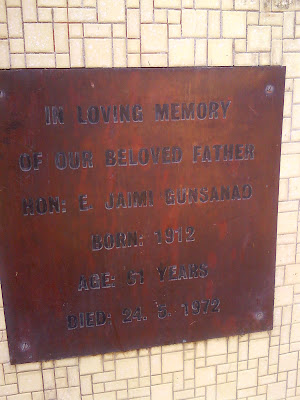 IN LOVING MEMORY
OF OUR BELOVED FATHER
HON: E. JAIMI GUNSANAD
BORN: 1912
AGE: 61 YEARS
DIED: 24. 5. 1972